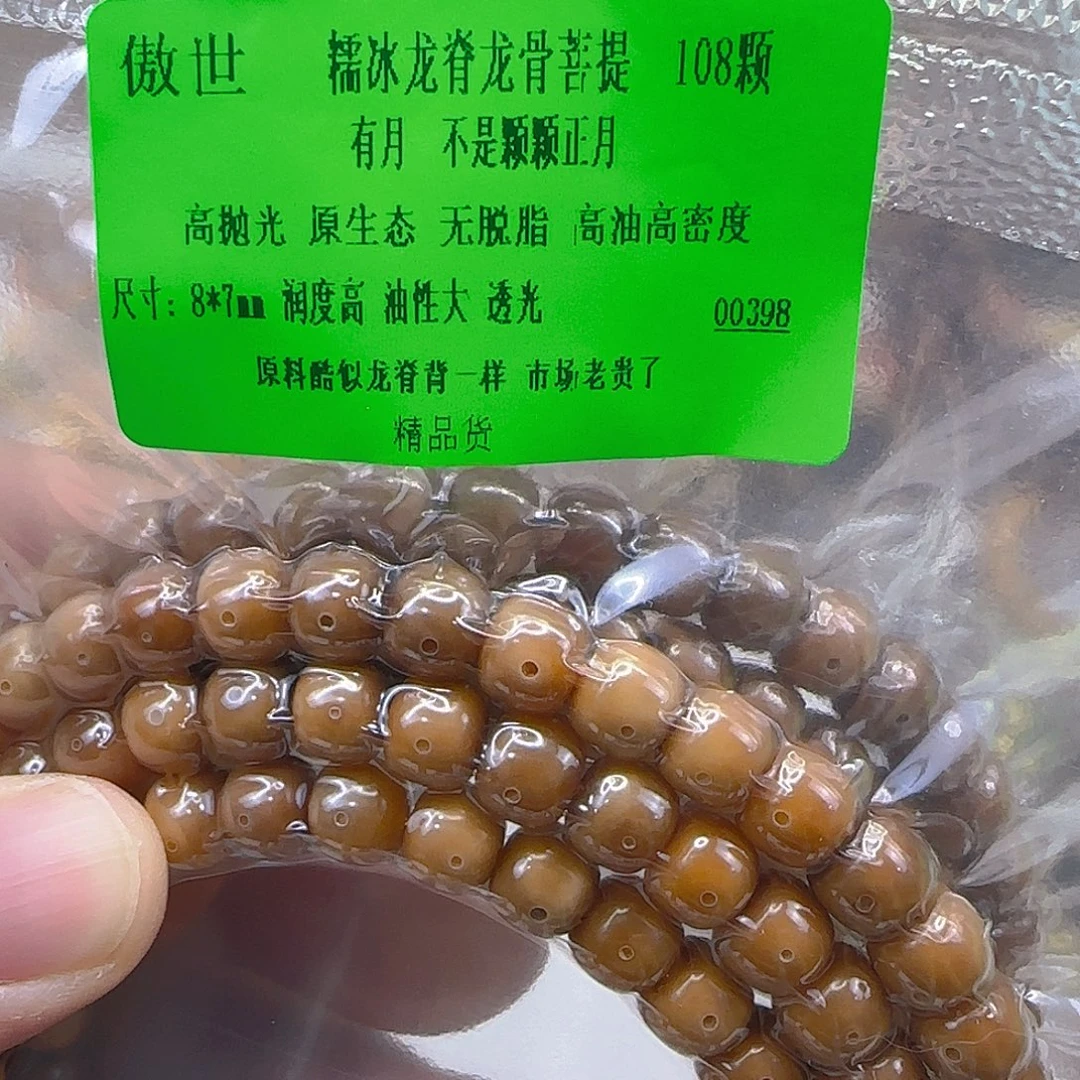 傲世 糯冰龙脊龙骨菩提 108颗
有月 不是颗颗正月
高抛光 原生态 无脱脂 高油高密度
尺寸：8*7mm 润度高 油性大 透光 00398
原料酷似龙脊背一样 市场老贵了
精品货